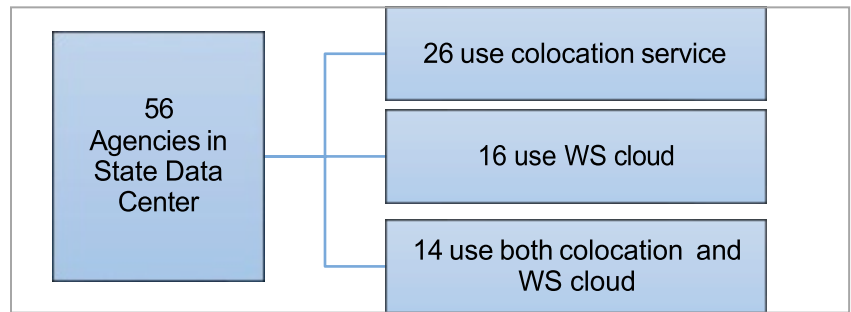 56
Agencies in
State Data
Center
26 use colocation service
16 use WS cloud
14 use both colocation and
WS cloud